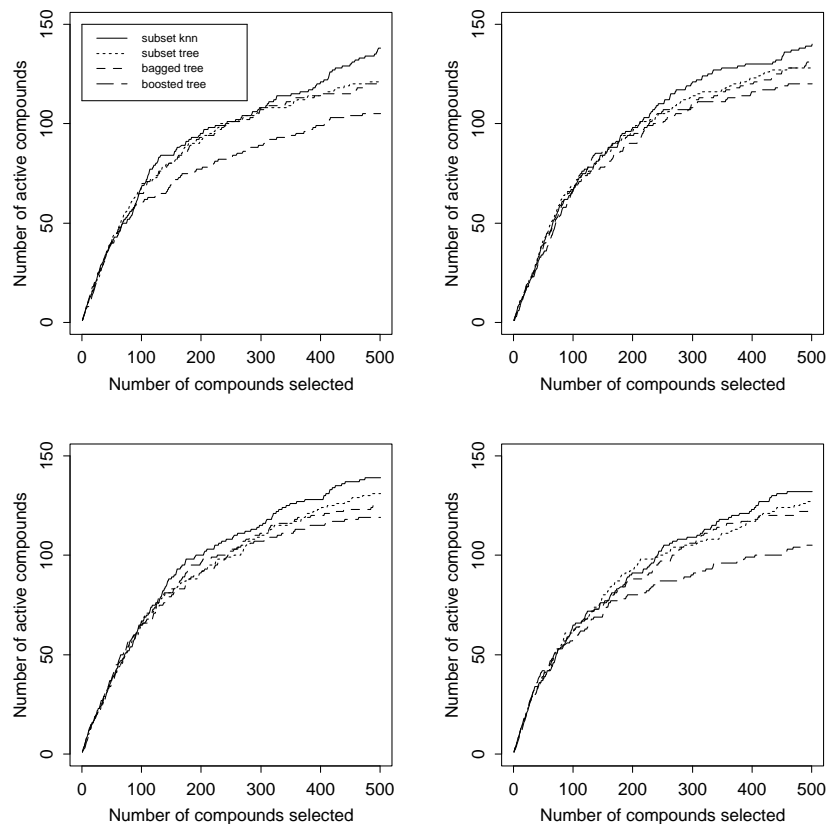 Number of active compounds
150
100
50
0
subset knn
subset tree
bagged tree
boosted tree
0 100 200 300 400 500
Number of compounds selected
Number of active compounds
150
100
50
0
0 100 200 300 400 500
Number of compounds selected
Number of active compounds
150
100
50
0
0 100 200 300 400 500
Number of compounds selected
Number of active compounds
150
100
50
0
0 100 200 300 400 500
Number of compounds selected